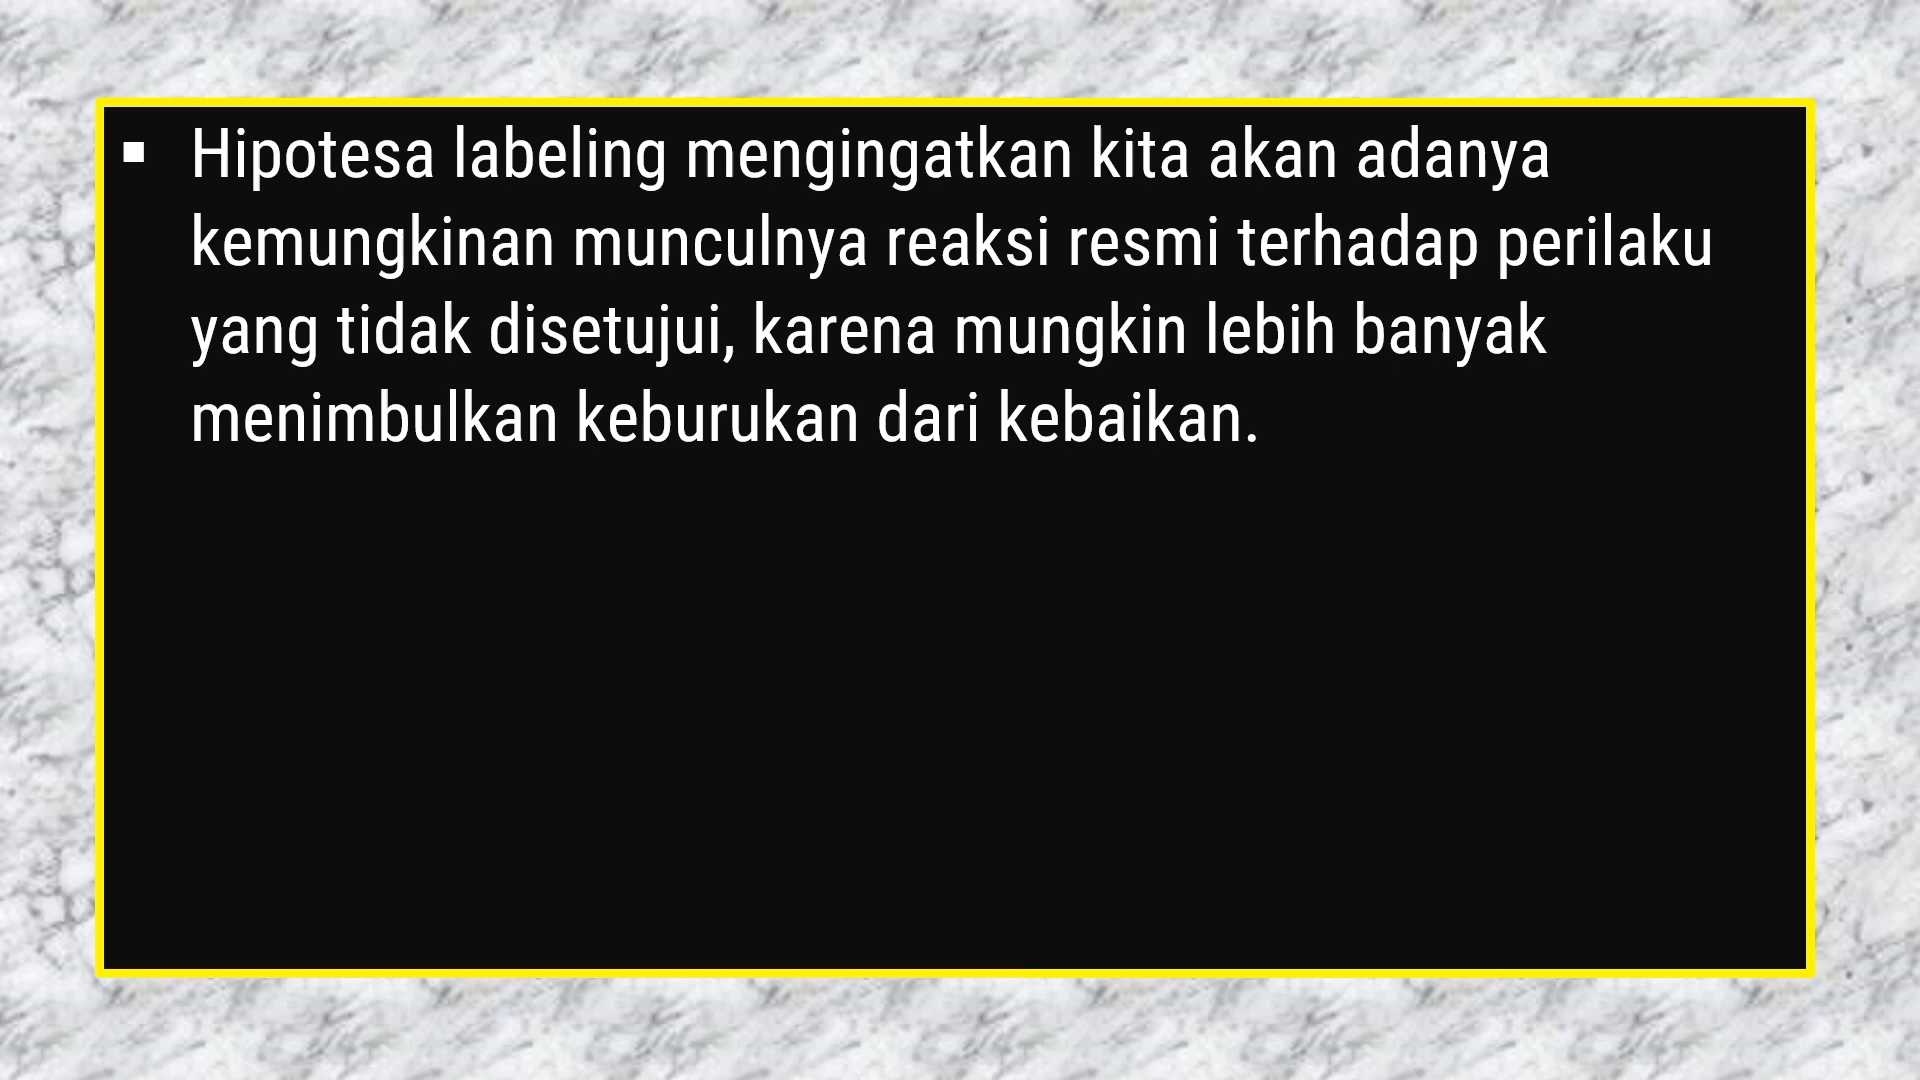 ▪ Hipotesa labeling mengingatkan kita akan adanya
kemungkinan munculnya reaksi resmi terhadap perilaku
yang tidak disetujui, karena mungkin lebih banyak
menimbulkan keburukan dari kebaikan.